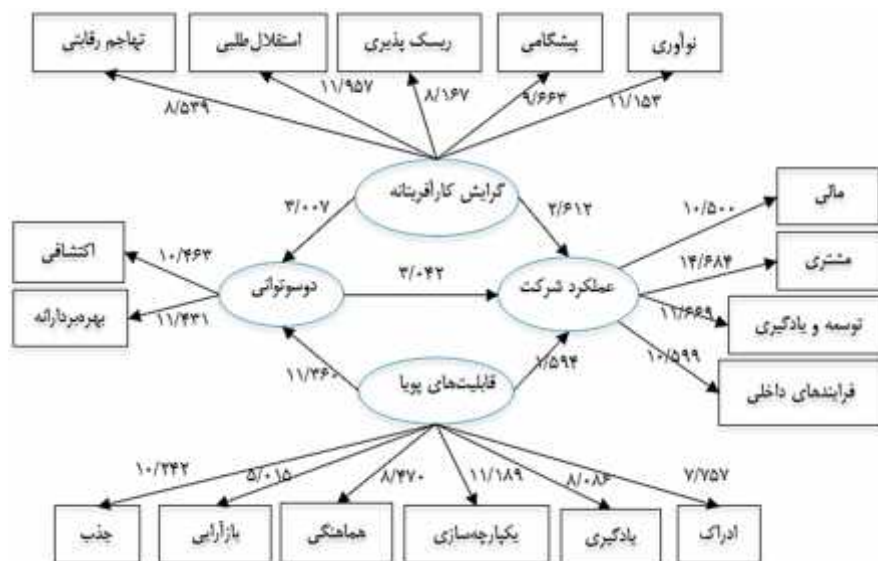 نوآوری
پیشگامی
ریسک پذیری
استقلال‌طلبی
تهاجم رقابتی
۱۱/۱۵۳
۹/۶۶۳
۸/۱۶۷
۱۱/۹۵۷
۸/۵۳۹
گرایش کارآفرینانه
۲/۶۱۲
۳/۰۰۷
مالی
۱۰/۵۰۰
مشتری
۱۴/۶۸۴
توسعه و یادگیری
۱۱/۶۶۹
فرایندهای داخلی
۱۰/۵۹۹
عملکرد شرکت
۳/۰۴۲
دوسوتوانی
اکتشافی
۱۰/۴۶۳
بهره‌بردارانه
۱۱/۴۳۱
قابلیت‌های پویا
۱/۵۹۴
۱۱/۳۶۰
۷/۷۵۷
۸/۰۸۶
۱۱/۱۸۹
۸/۴۷۰
۵/۰۱۵
۱۰/۲۴۲
ادراک
یادگیری
یکپارچه‌سازی
هماهنگی
بازآرایی
جذب